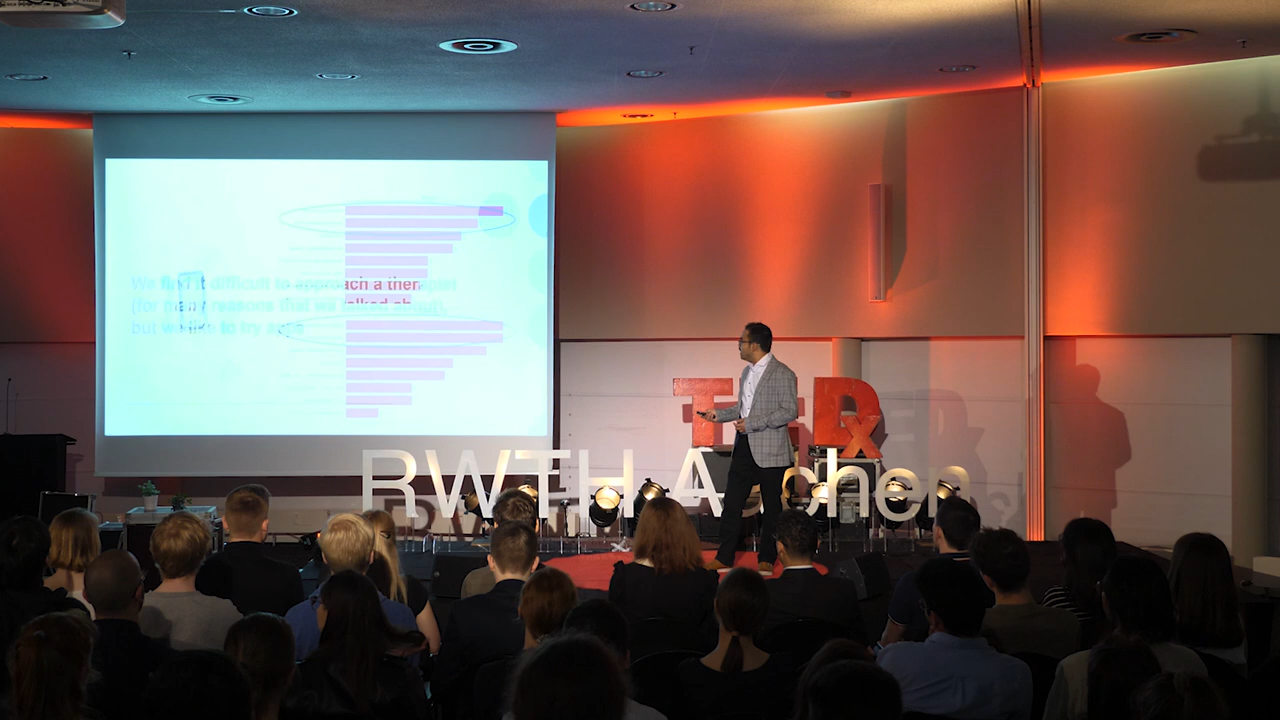 We find it difficult to approach a therapist
(for many reasons that we talked about),
but we like to try apps
TEDx
RWTH Aachen